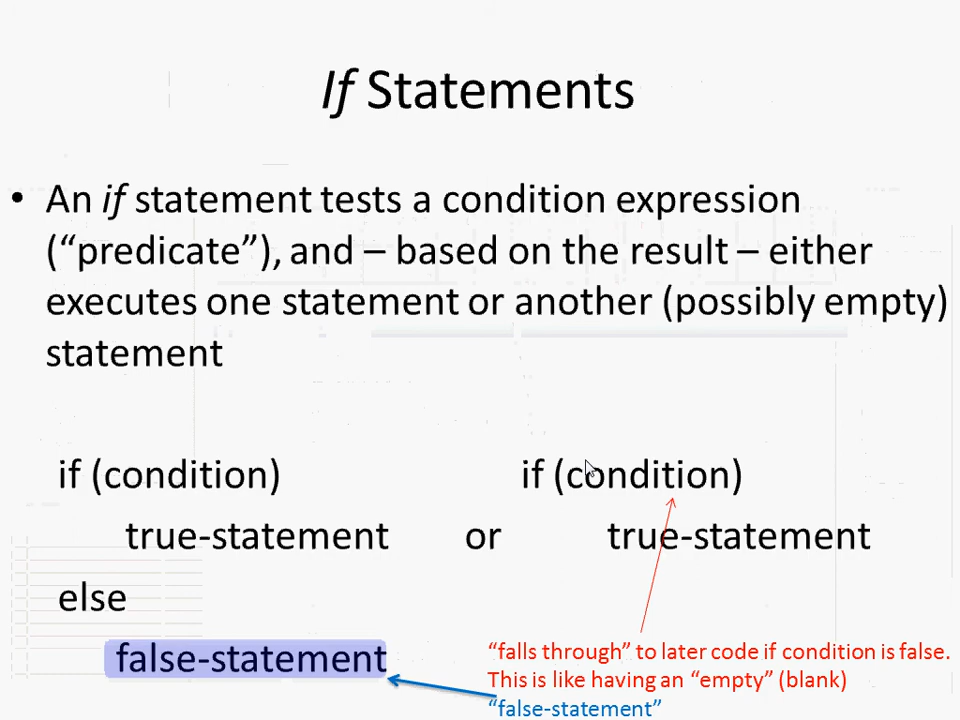 If Statements
• An if statement tests a condition expression
(“predicate”), and – based on the result – either
executes one statement or another (possibly empty)
statement
if (condition) if (condition)
true-statement or true-statement
else
false-statement
“falls through” to later code if condition is false.
This is like having an “empty” (blank)
“false-statement”